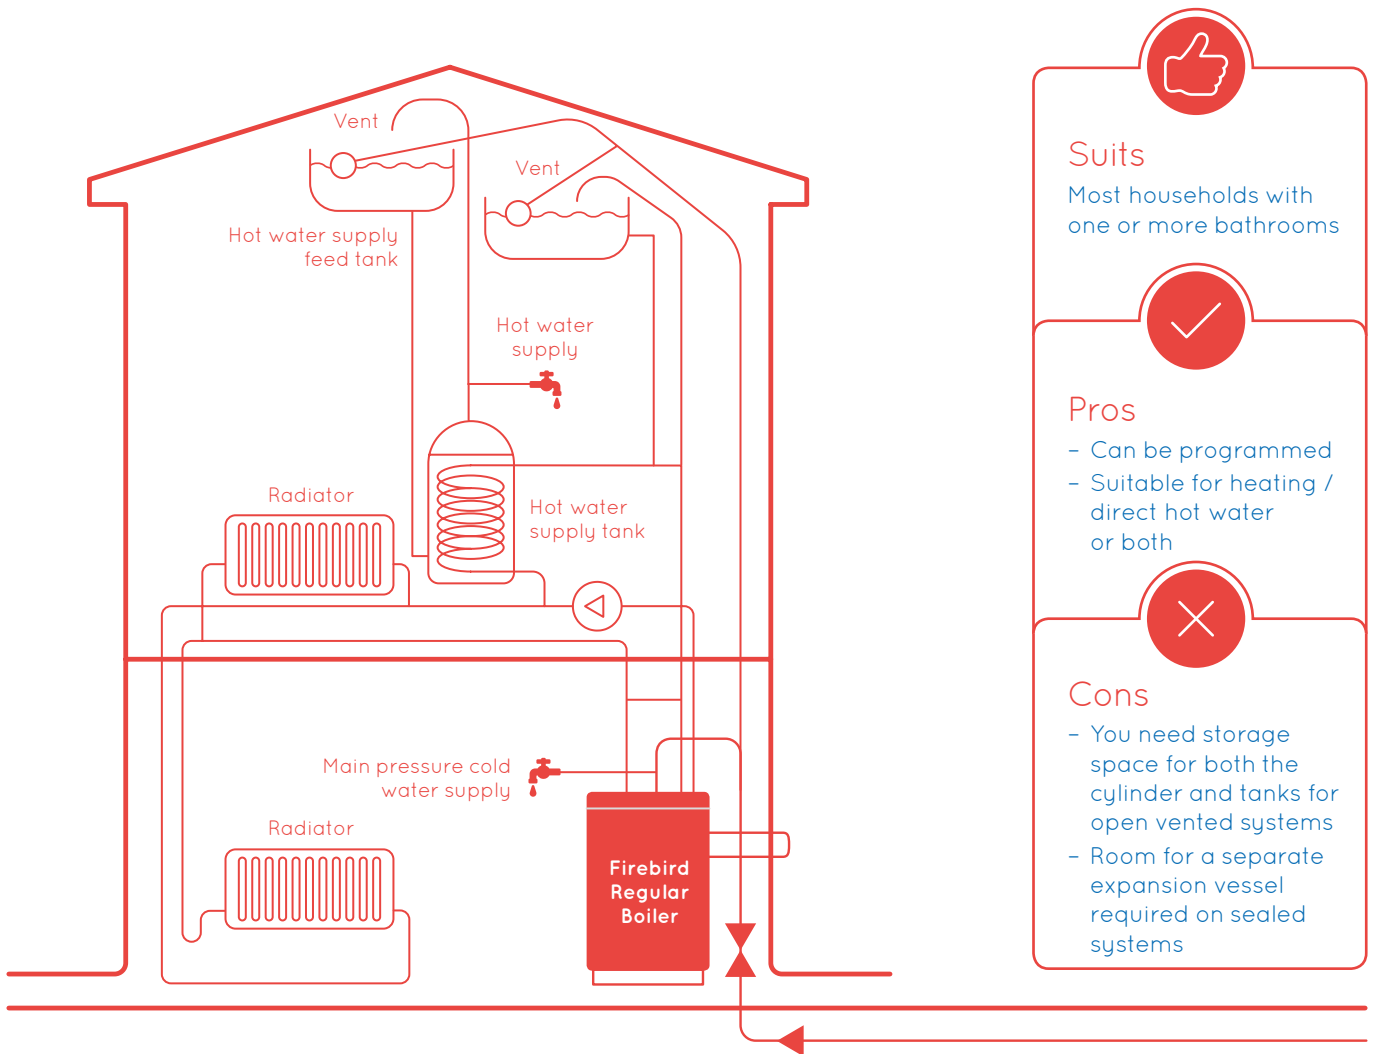 Vent
Vent
Hot water supply
feed tank
Hot water
supply
Radiator
Hot water
supply tank
Main pressure cold
water supply
Radiator
Firebird
Regular
Boiler
Suits
Most households with
one or more bathrooms
Pros
– Can be programmed
– Suitable for heating /
direct hot water
or both
Cons
– You need storage
space for both the
cylinder and tanks for
open vented systems
– Room for a separate
expansion vessel
required on sealed
systems